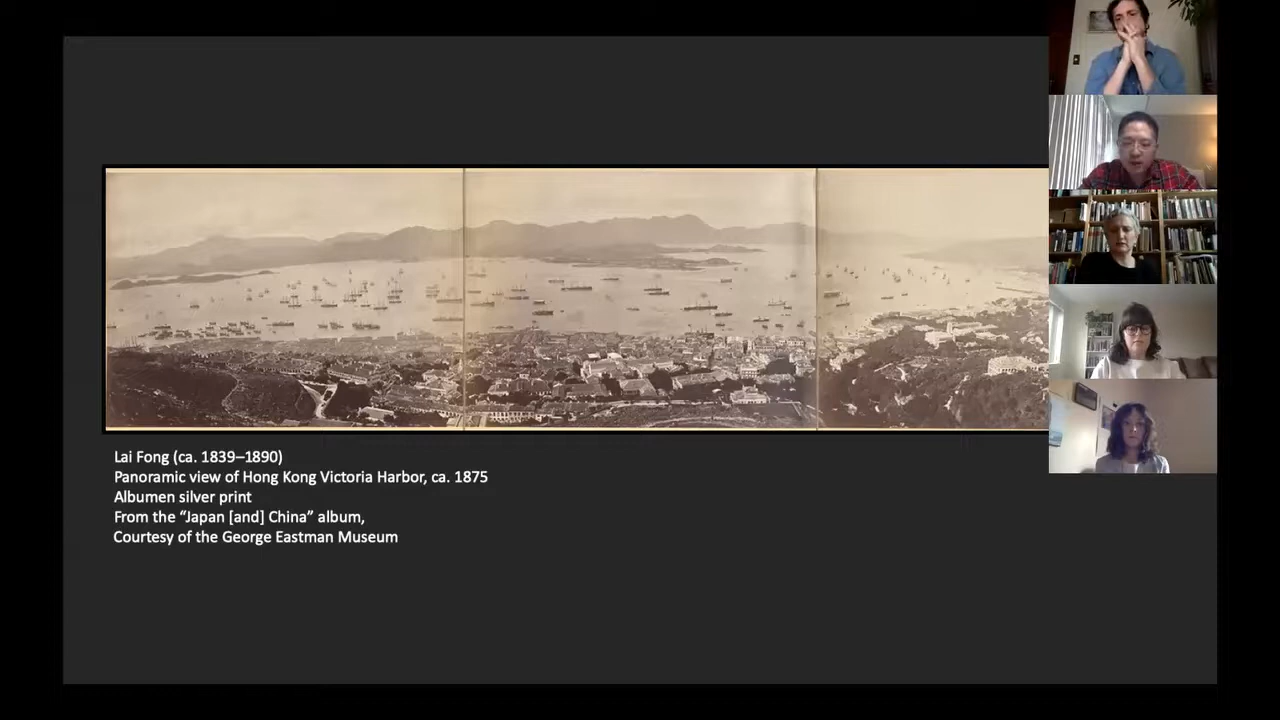 Lai Fong (ca. 1839–1890)
Panoramic view of Hong Kong Victoria Harbor, ca. 1875
Albumen silver print
From the “Japan [and] China” album,
Courtesy of the George Eastman Museum